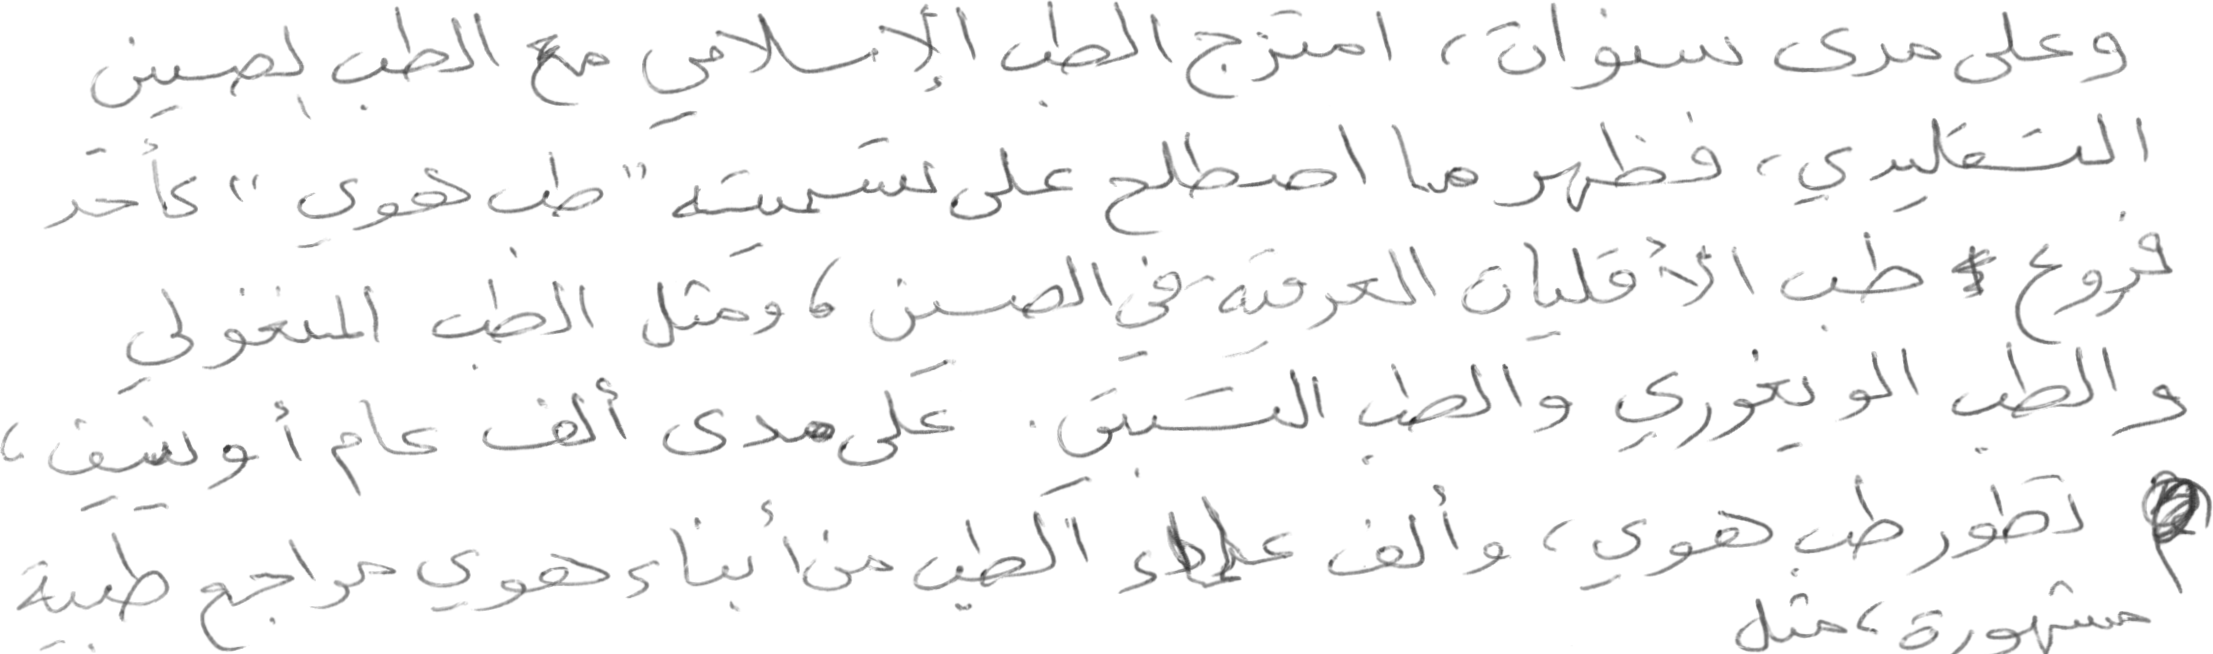 وعلى مدى سنوات، امتزج الطب الإسلامي مع الطب لصيني
التقليدي، فظهر ما اصطلح على تسميته "طب هوي" كأحد
فروع طب الأقليات العرقية في الصين، ومثل الطب المنغولي
والطب الويغوري والطب التبتي. على مدى ألف عام أو نيف،
تطور طب هوي، وألف علماء الطب من أبناء هوي مراجع طبية
مشهورة، مثل